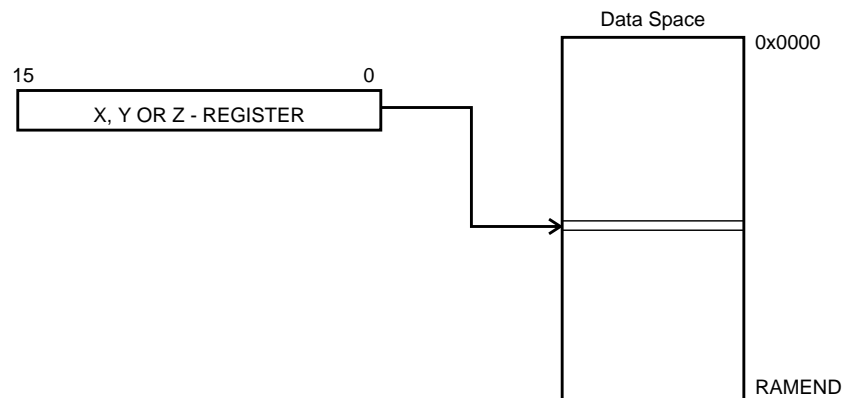 Data Space
0x0000
15 0
X, Y OR Z - REGISTER
RAMEND